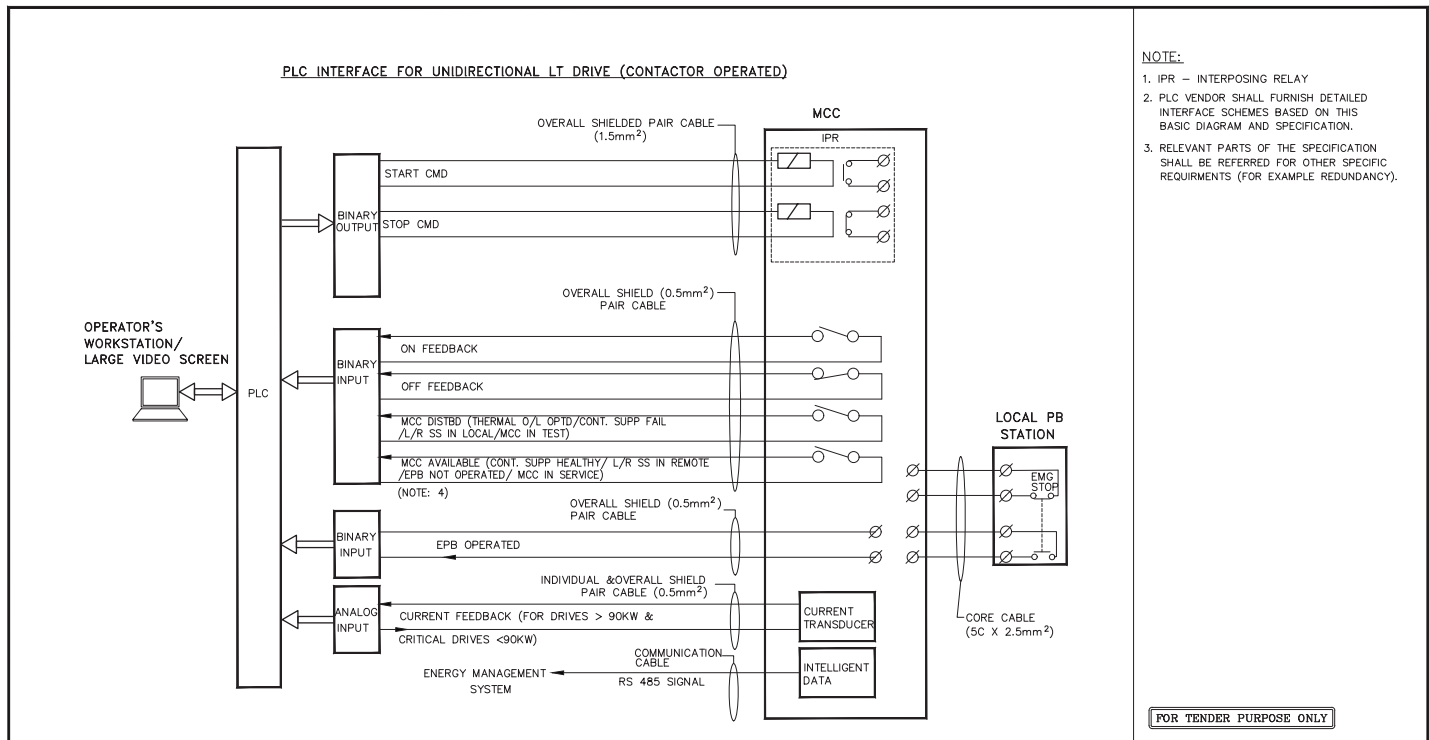 PLC INTERFACE FOR UNIDIRECTIONAL LT DRIVE (CONTACTOR OPERATED)
OVERALL SHIELDED PAIR CABLE
(1.5mm²)
MCC
IPR
START CMD
BINARY
OUTPUT
STOP CMD
OVERALL SHIELD (0.5mm²)
PAIR CABLE
OPERATOR'S
WORKSTATION/
LARGE VIDEO SCREEN
PLC
BINARY
INPUT
ON FEEDBACK
OFF FEEDBACK
MCC DISTBD (THERMAL O/L OPTD/CONT. SUPP FAIL
/L/R SS IN LOCAL/MCC IN TEST)
MCC AVAILABLE (CONT. SUPP HEALTHY/ L/R SS IN REMOTE
/EPB NOT OPERATED/ MCC IN SERVICE)
(NOTE: 4)
LOCAL PB
STATION
EMG
STOP
OVERALL SHIELD (0.5mm²)
PAIR CABLE
BINARY
INPUT
EPB OPERATED
INDIVIDUAL &OVERALL SHIELD
PAIR CABLE (0.5mm²)
ANALOG
INPUT
CURRENT FEEDBACK (FOR DRIVES > 90KW &
CRITICAL DRIVES <90KW)
CURRENT
TRANSDUCER
CORE CABLE
(5C X 2.5mm²)
COMMUNICATION
CABLE
ENERGY MANAGEMENT
SYSTEM
RS 485 SIGNAL
INTELLIGENT
DATA
NOTE:
1. IPR – INTERPOSING RELAY
2. PLC VENDOR SHALL FURNISH DETAILED
INTERFACE SCHEMES BASED ON THIS
BASIC DIAGRAM AND SPECIFICATION.
3. RELEVANT PARTS OF THE SPECIFICATION
SHALL BE REFERRED FOR OTHER SPECIFIC
REQUIRMENTS (FOR EXAMPLE REDUNDANCY).
FOR TENDER PURPOSE ONLY